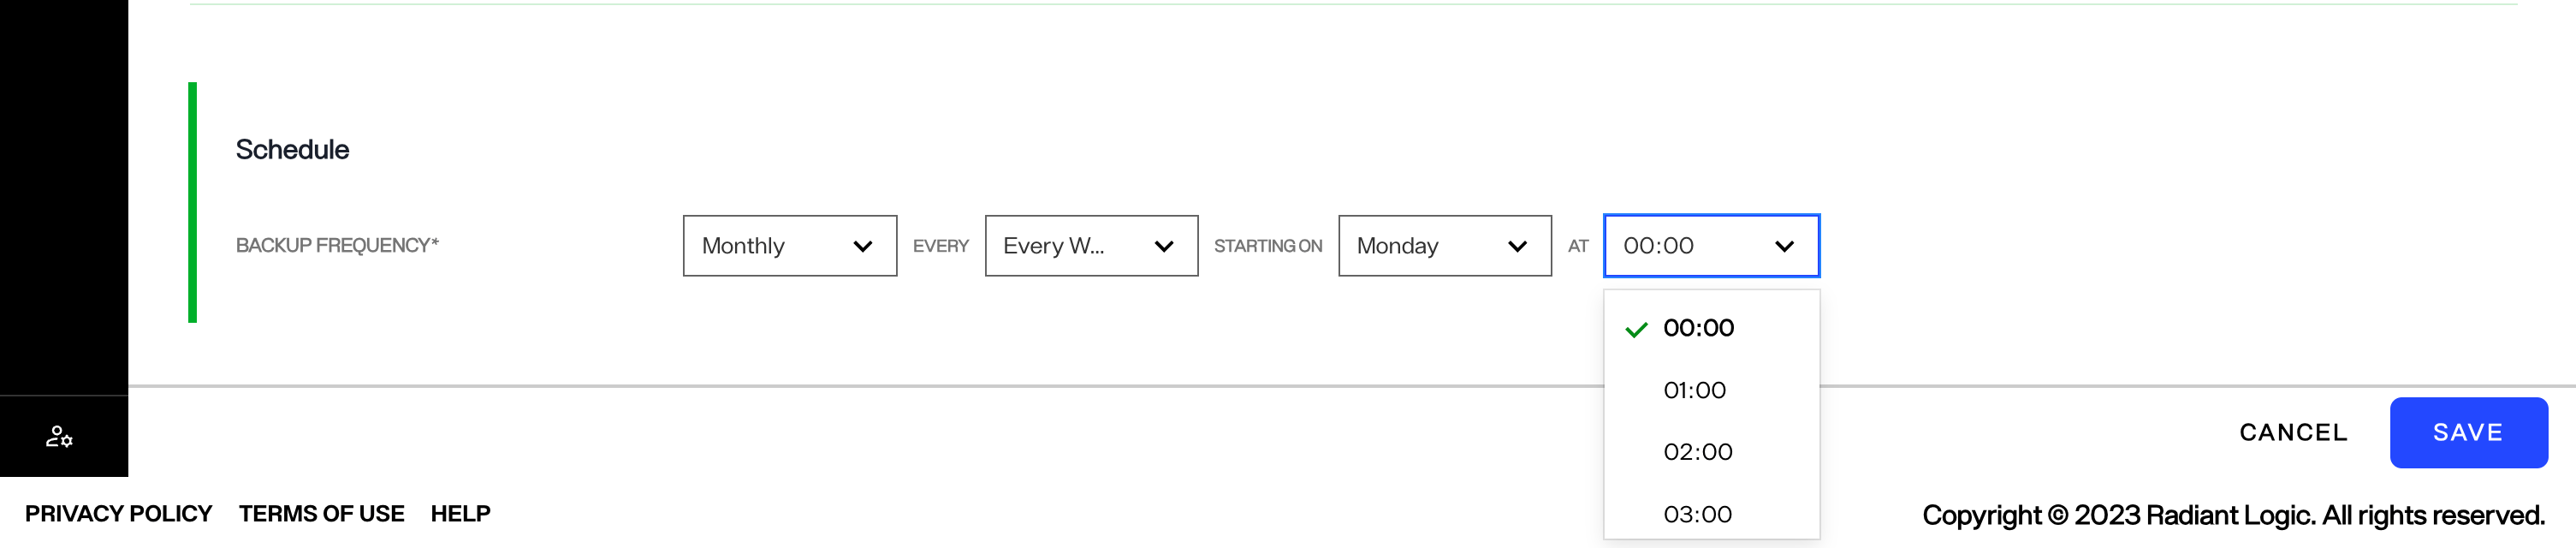 Schedule
BACKUP FREQUENCY* Monthly EVERY Every W... STARTING ON Monday AT 00:00
00:00
01:00
02:00
03:00
CANCEL SAVE
PRIVACY POLICY TERMS OF USE HELP Copyright © 2023 Radiant Logic. All rights reserved.